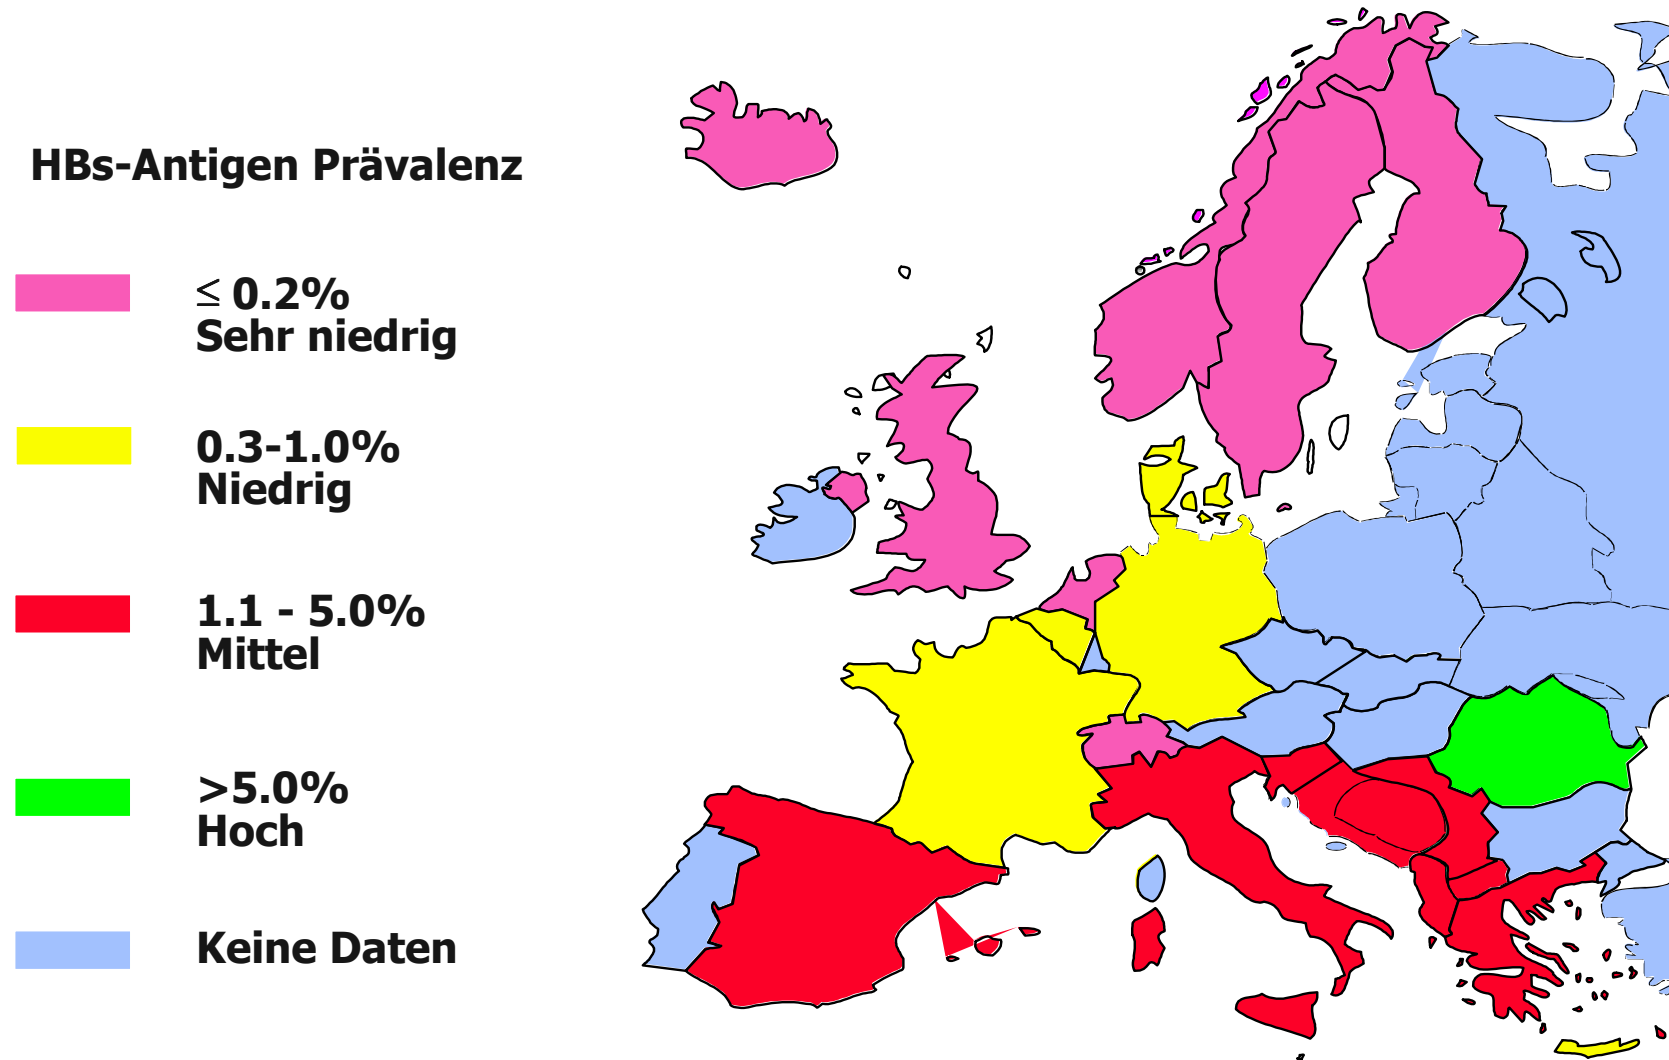 HBs-Antigen Prävalenz
≤ 0.2%
Sehr niedrig
0.3-1.0%
Niedrig
1.1 - 5.0%
Mittel
>5.0%
Hoch
Keine Daten